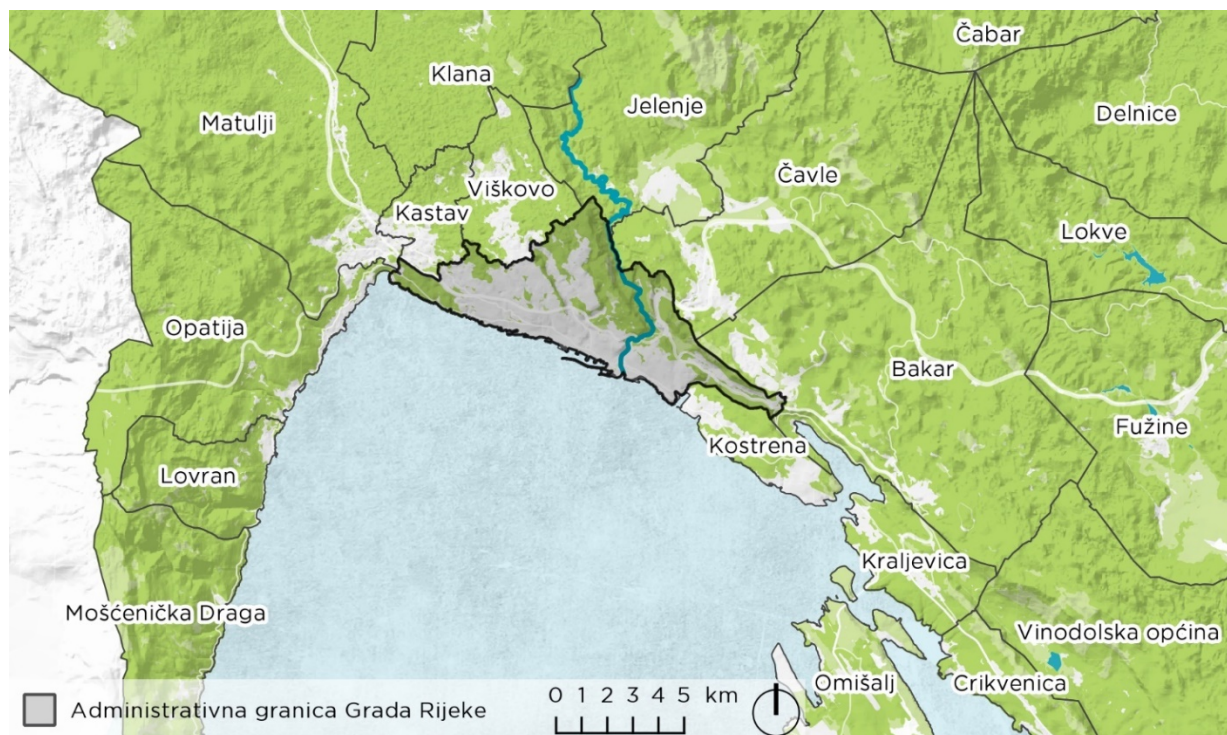 Čabar
Klana
Jelenje
Delnice
Matulji
Čavle
Viškovo
Kastav
Lokve
Opatija
Bakar
Fužine
Kostrena
Lovran
Kraljevica
Mošćenička Draga
Vinodolska općina
Omišalj
Crikvenica
0 1 2 3 4 5 km
Administrativna granica Grada Rijeke